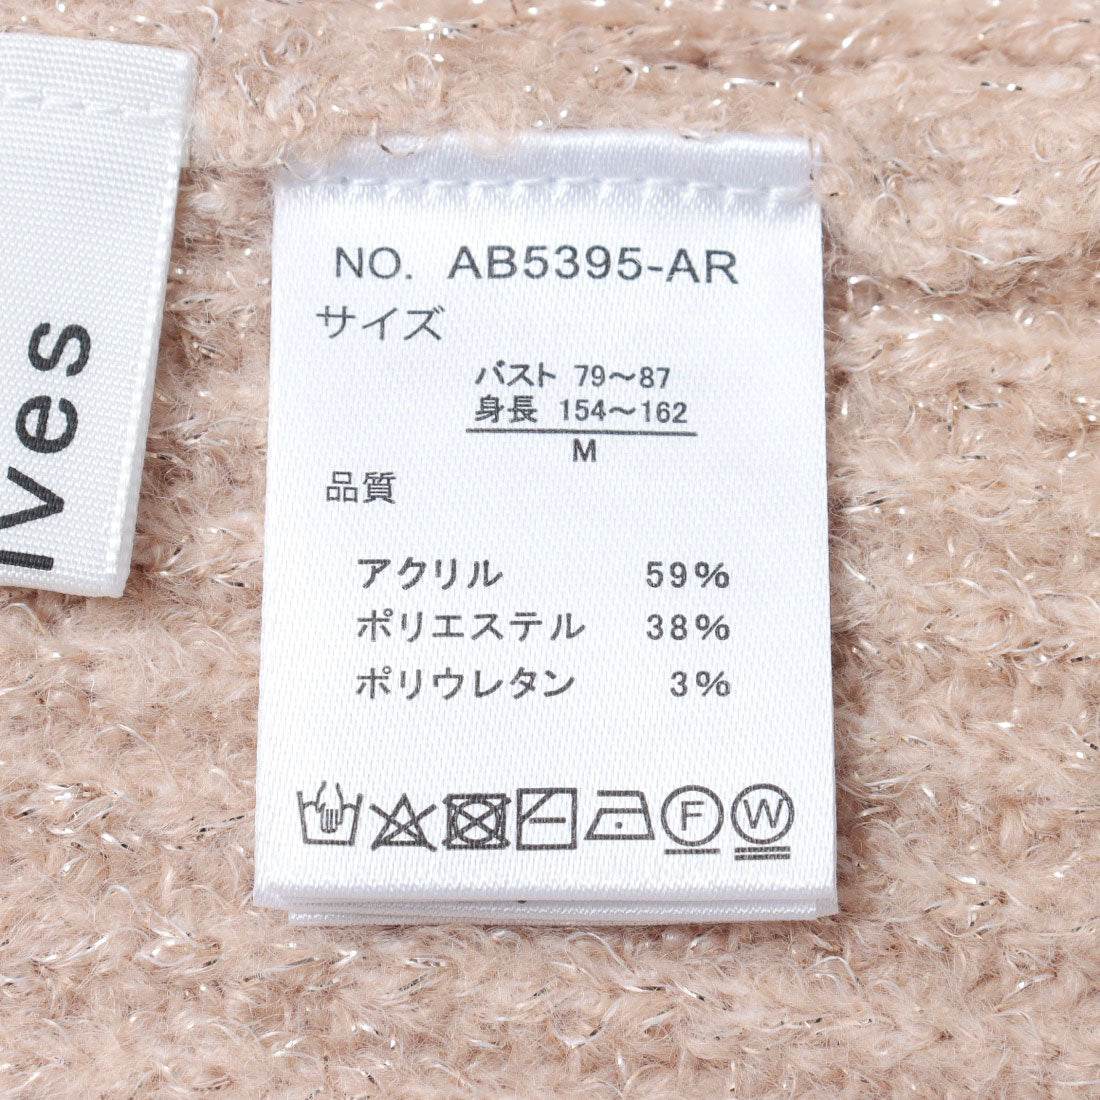 ives
NO. AB5395-AR
サイズ
バスト 79～87
身長 154～162
M
品質
アクリル 59%
ポリエステル 38%
ポリウレタン 3%
F W